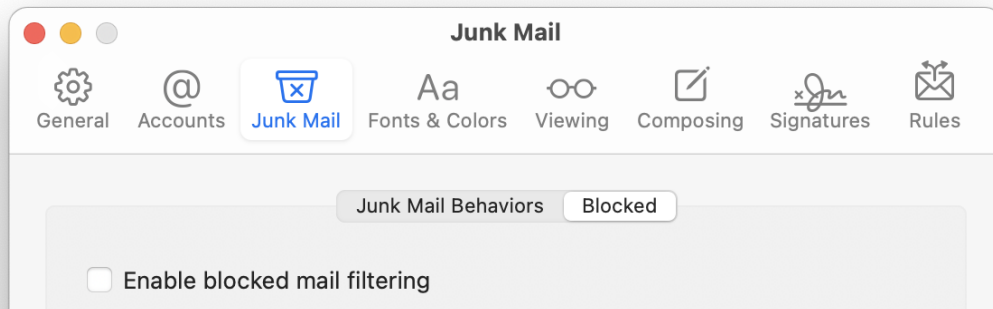 Junk Mail
General Accounts Junk Mail Fonts & Colors Viewing Composing Signatures Rules
Junk Mail Behaviors Blocked
Enable blocked mail filtering